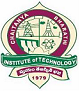 CHAITANYA BHARATHI
INSTITUTE OF TECHNOLOGY
1979